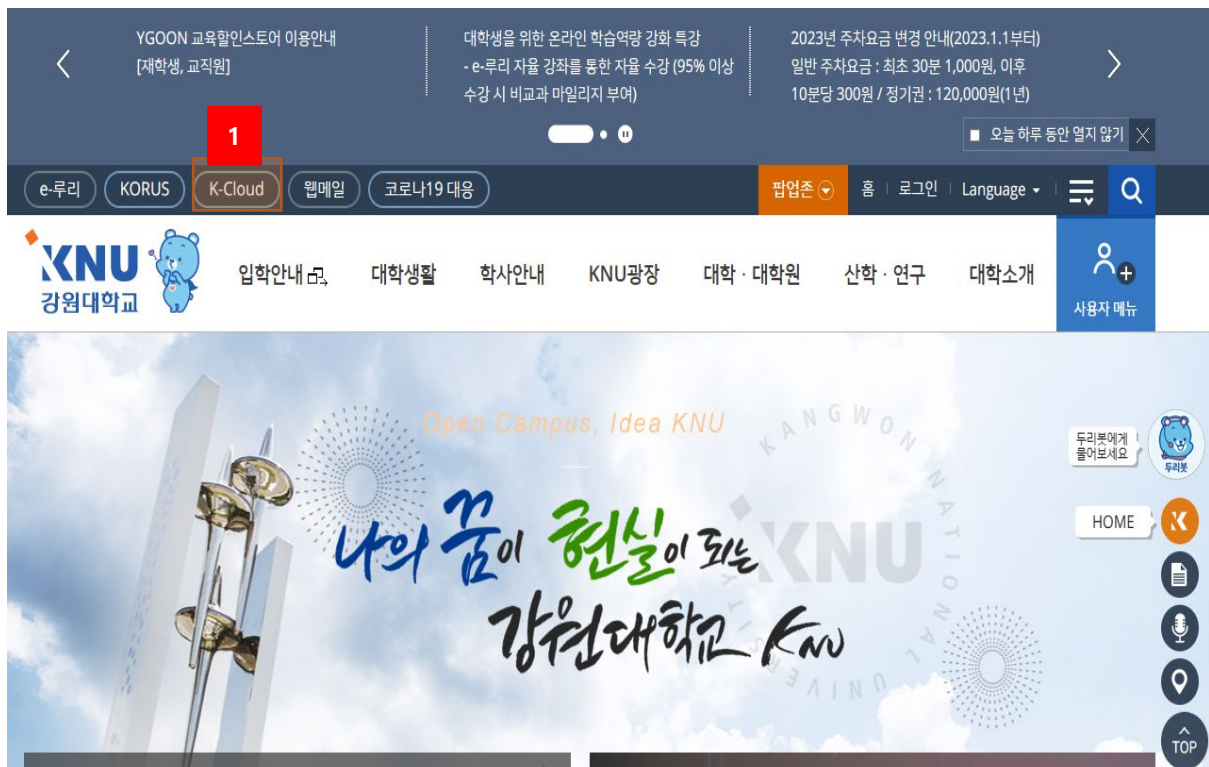 YGOON 교육할인스토어 이용안내
[재학생, 교직원]
대학생을 위한 온라인 학습역량 강화 특강
- e-루리 자율 강좌를 통한 자율 수강 (95% 이상
수강 시 비교과 마일리지 부여)
2023년 주차요금 변경 안내(2023.1.1부터)
일반 주차요금 : 최초 30분 1,000원, 이후
10분당 300원 / 정기권 : 120,000원(1년)
1
오늘 하루 동안 열지 않기
e-루리 KORUS K-Cloud 웹메일 코로나19 대응 팝업존 홈 로그인 Language
KNU
강원대학교
입학안내 대학생활 학사안내 KNU광장 대학 · 대학원 산학 · 연구 대학소개
사용자 메뉴
Open Campus, Idea KNU
KANGWON NATIONAL UNIVERSITY
KNU
나의 꿈이 현실이 되는
강원대학교 KNU
두리봇에게
물어보세요
두리봇
HOME
TOP